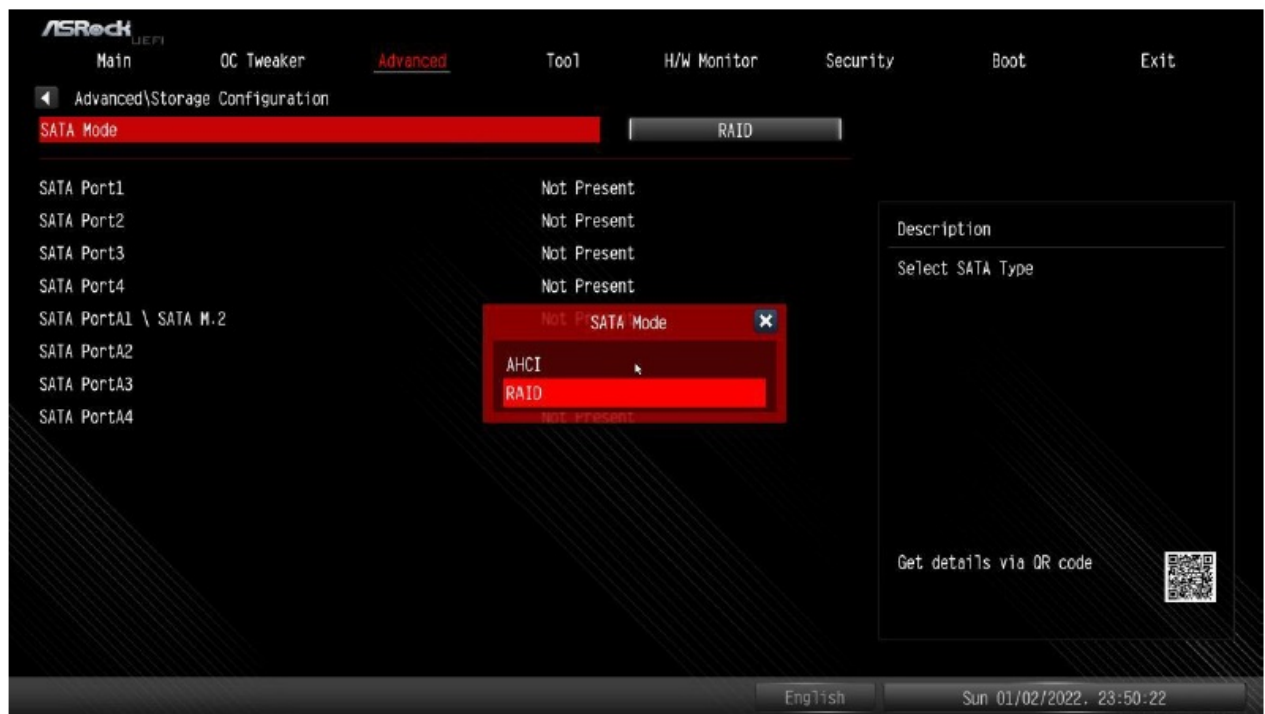 ASRock UEFI
Main OC Tweaker Advanced Tool H/W Monitor Security Boot Exit
Advanced\Storage Configuration
SATA Mode RAID
SATA Port1 Not Present
SATA Port2 Not Present
SATA Port3 Not Present
SATA Port4 Not Present
SATA PortA1 \ SATA M.2
SATA PortA2
SATA PortA3
SATA PortA4 Not Present
SATA Mode
AHCI
RAID
Description
Select SATA Type
Get details via QR code
English Sun 01/02/2022. 23:50:22